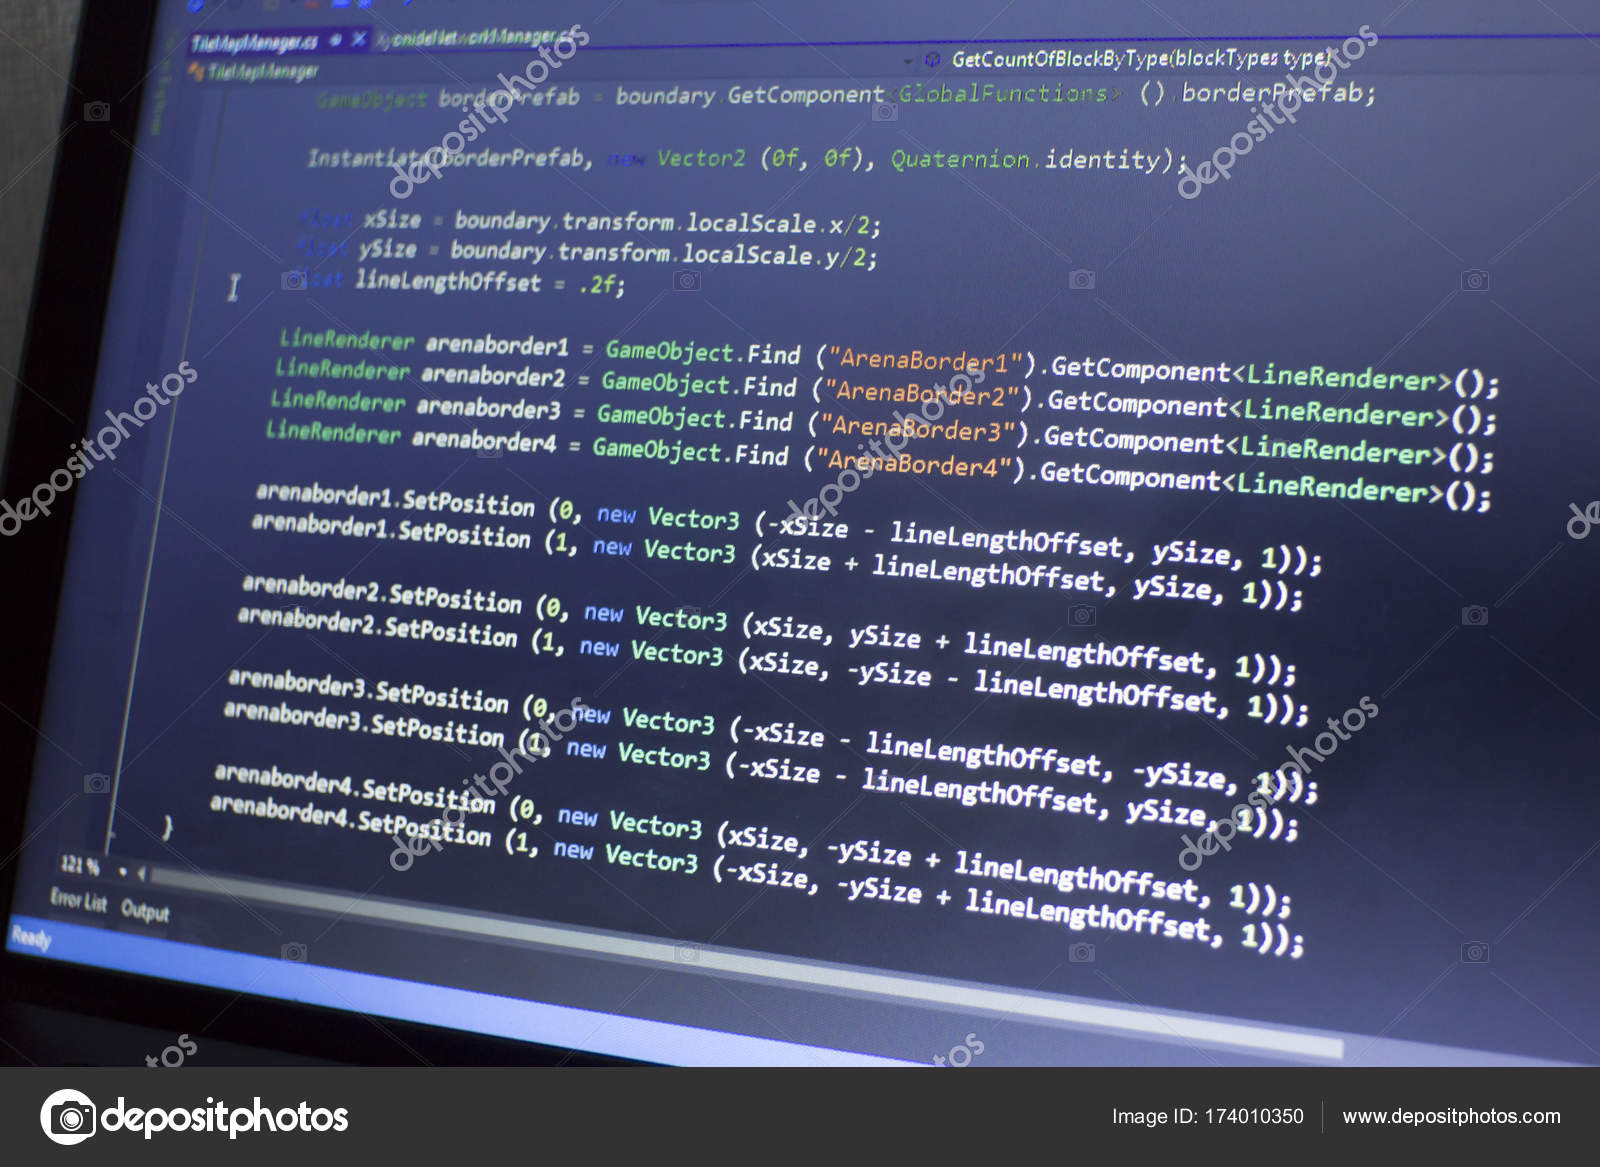 TileMapManager.cs
TileMapManager
GetCountOfBlockByType(blockTypes type)
GameObject borderPrefab = boundary.GetComponent<GlobalFunctions> ().borderPrefab;
Instantiate(borderPrefab, new Vector2 (0f, 0f), Quaternion.identity);
float xSize = boundary.transform.localScale.x/2;
float ySize = boundary.transform.localScale.y/2;
float lineLengthOffset = .2f;
LineRenderer arenaborder1 = GameObject.Find ("ArenaBorder1").GetComponent<LineRenderer>();
LineRenderer arenaborder2 = GameObject.Find ("ArenaBorder2").GetComponent<LineRenderer>();
LineRenderer arenaborder3 = GameObject.Find ("ArenaBorder3").GetComponent<LineRenderer>();
LineRenderer arenaborder4 = GameObject.Find ("ArenaBorder4").GetComponent<LineRenderer>();
arenaborder1.SetPosition (0, new Vector3 (-xSize - lineLengthOffset, ySize, 1));
arenaborder1.SetPosition (1, new Vector3 (xSize + lineLengthOffset, ySize, 1));
arenaborder2.SetPosition (0, new Vector3 (xSize, ySize + lineLengthOffset, 1));
arenaborder2.SetPosition (1, new Vector3 (xSize, -ySize - lineLengthOffset, 1));
arenaborder3.SetPosition (0, new Vector3 (-xSize - lineLengthOffset, -ySize, 1));
arenaborder3.SetPosition (1, new Vector3 (-xSize - lineLengthOffset, ySize, 1));
arenaborder4.SetPosition (0, new Vector3 (xSize, -ySize + lineLengthOffset, 1));
arenaborder4.SetPosition (1, new Vector3 (-xSize, -ySize + lineLengthOffset, 1));
}
121 %
Error List Output
Ready
depositphotos
Image ID: 174010350 www.depositphotos.com